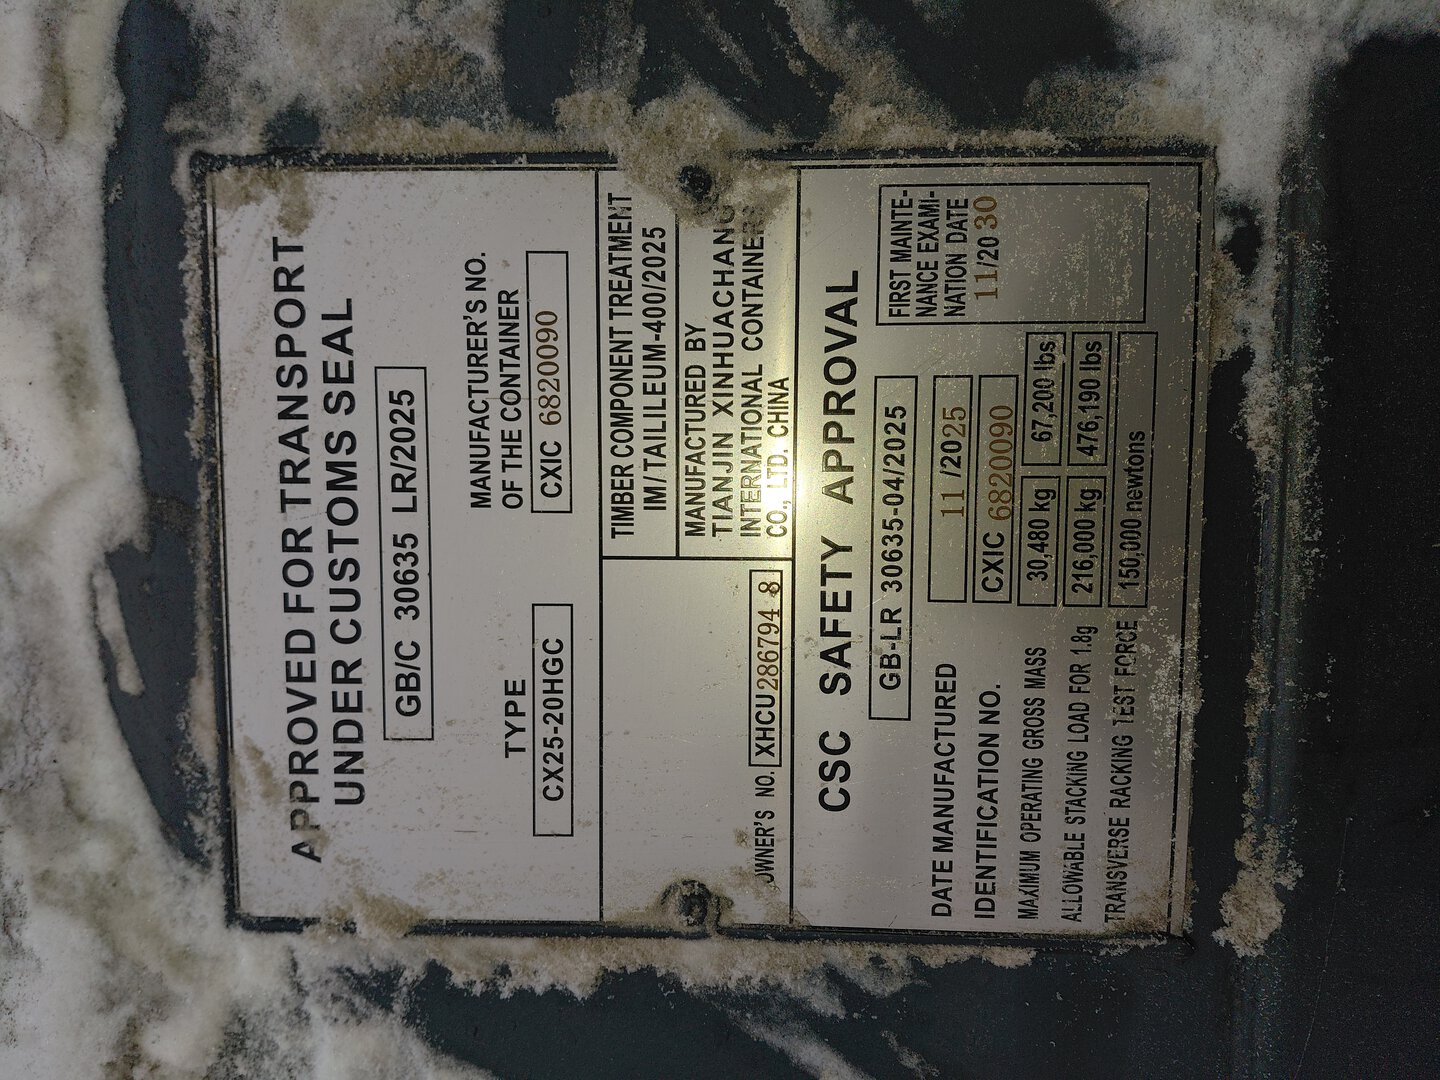 APPROVED FOR TRANSPORT
UNDER CUSTOMS SEAL
GB/C 30635 LR/2025
TYPE
CX25-20HGC
MANUFACTURER'S NO.
OF THE CONTAINER
CXIC 6820090
TIMBER COMPONENT TREATMENT
IM/TAILILEUM-400/2025
MANUFACTURED BY
TIANJIN XINHUACHANG
INTERNATIONAL CONTAINER
CO., LTD. CHINA
OWNER'S NO. XHCU 286794 8
CSC SAFETY APPROVAL
GB-LR 30635-04/2025
DATE MANUFACTURED 11/2025
IDENTIFICATION NO. CXIC 6820090
MAXIMUM OPERATING GROSS MASS 30,480 kg 67,200 lbs
ALLOWABLE STACKING LOAD FOR 1.8g 216,000 kg 476,190 lbs
TRANSVERSE RACKING TEST FORCE 150,000 newtons
FIRST MAINTE-
NANCE EXAMI-
NATION DATE
11/2030